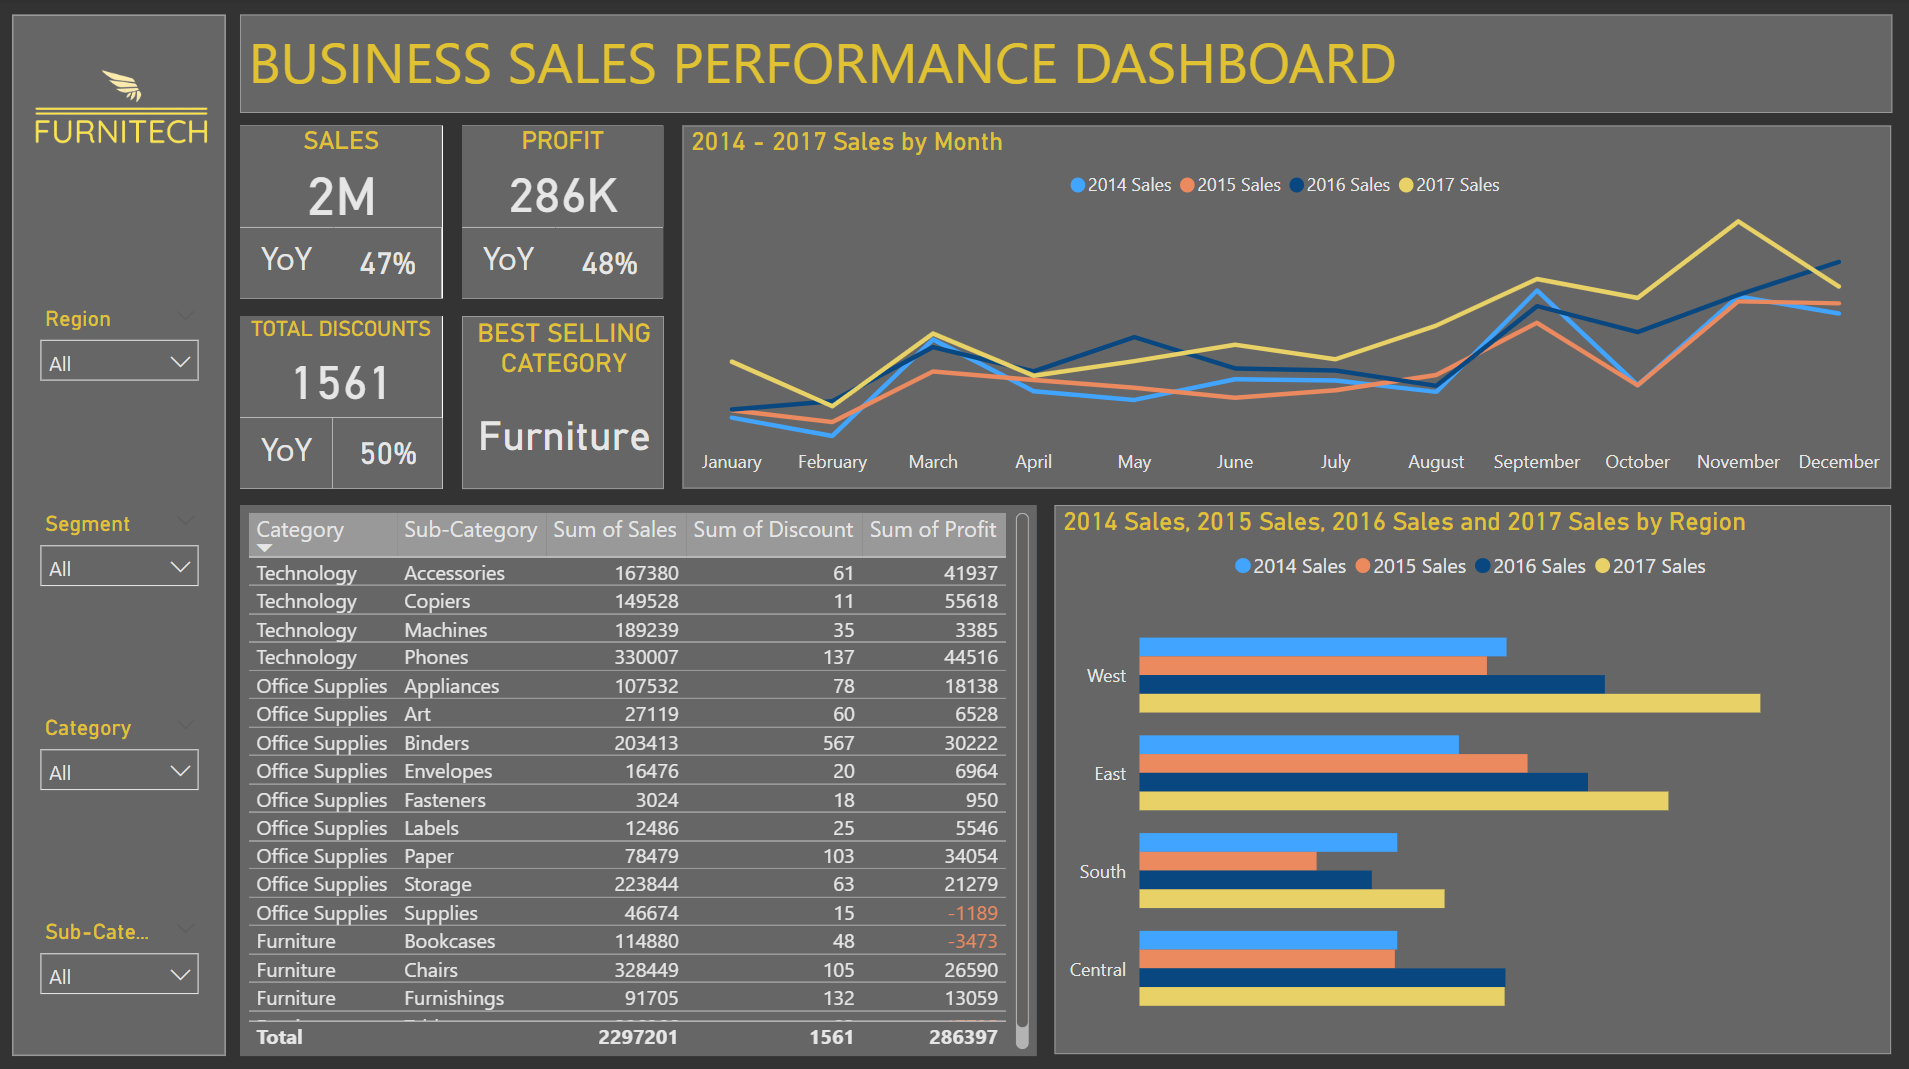 FURNITECH
Region
All
Segment
All
Category
All
Sub-Cate...
All
BUSINESS SALES PERFORMANCE DASHBOARD
SALES
2M
YoY 47%
PROFIT
286K
YoY 48%
TOTAL DISCOUNTS
1561
YoY 50%
BEST SELLING
CATEGORY
Furniture
2014 - 2017 Sales by Month
2014 Sales 2015 Sales 2016 Sales 2017 Sales
January February March April May June July August September October November December
Category Sub-Category Sum of Sales Sum of Discount Sum of Profit
Technology Accessories 167380 61 41937
Technology Copiers 149528 11 55618
Technology Machines 189239 35 3385
Technology Phones 330007 137 44516
Office Supplies Appliances 107532 78 18138
Office Supplies Art 27119 60 6528
Office Supplies Binders 203413 567 30222
Office Supplies Envelopes 16476 20 6964
Office Supplies Fasteners 3024 18 950
Office Supplies Labels 12486 25 5546
Office Supplies Paper 78479 103 34054
Office Supplies Storage 223844 63 21279
Office Supplies Supplies 46674 15 -1189
Furniture Bookcases 114880 48 -3473
Furniture Chairs 328449 105 26590
Furniture Furnishings 91705 132 13059
Total 2297201 1561 286397
2014 Sales, 2015 Sales, 2016 Sales and 2017 Sales by Region
2014 Sales 2015 Sales 2016 Sales 2017 Sales
West
East
South
Central